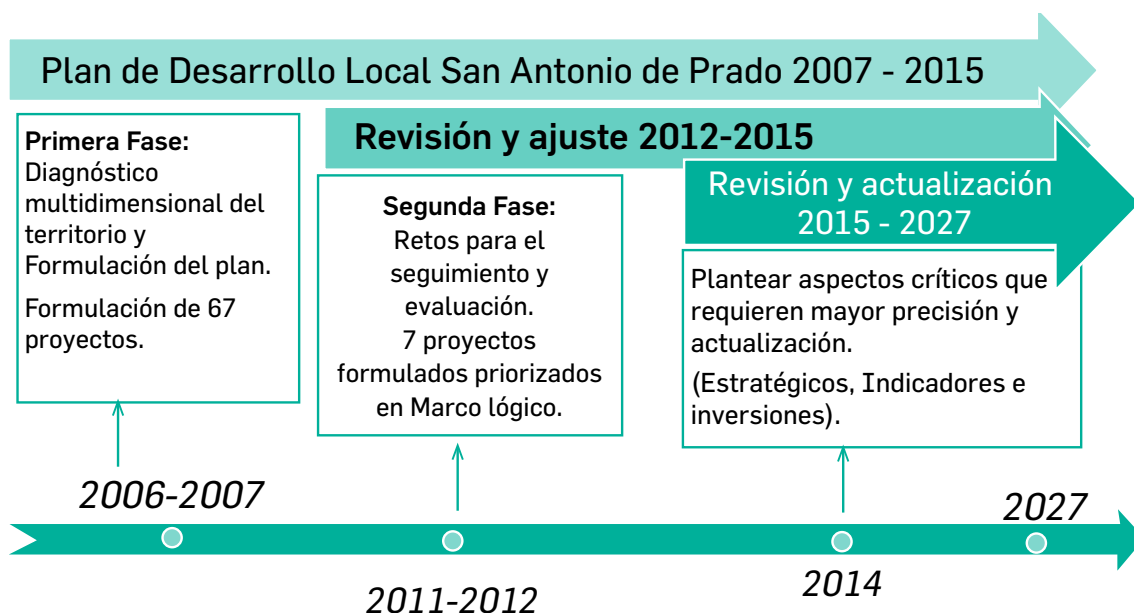 Plan de Desarrollo Local San Antonio de Prado 2007 - 2015
Revisión y ajuste 2012-2015
Revisión y actualización
2015 - 2027
Primera Fase:
Diagnóstico
multidimensional del
territorio y
Formulación del plan.
Formulación de 67
proyectos.
Segunda Fase:
Retos para el
seguimiento y
evaluación.
7 proyectos
formulados priorizados
en Marco lógico.
Plantear aspectos críticos que
requieren mayor precisión y
actualización.
(Estratégicos, Indicadores e
inversiones).
2006-2007
2011-2012
2014
2027